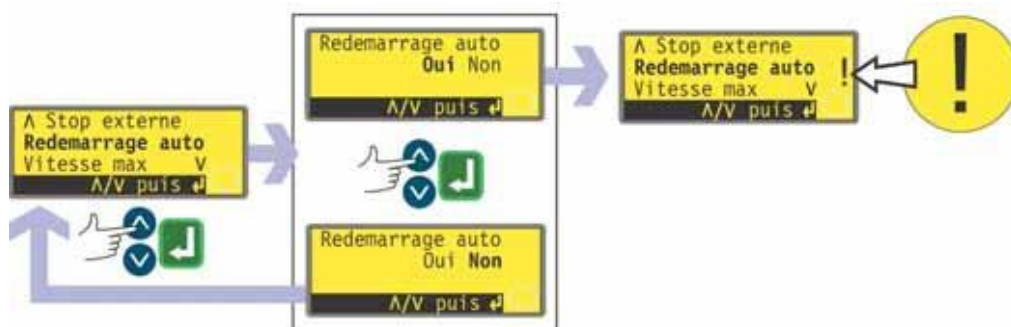 Λ Stop externe
Redemarrage auto
Vitesse max V
Λ/V puis ↲
Redemarrage auto
Oui Non
Λ/V puis ↲
Redemarrage auto
Oui Non
Λ/V puis ↲
Λ Stop externe
Redemarrage auto !
Vitesse max V
Λ/V puis ↲
!